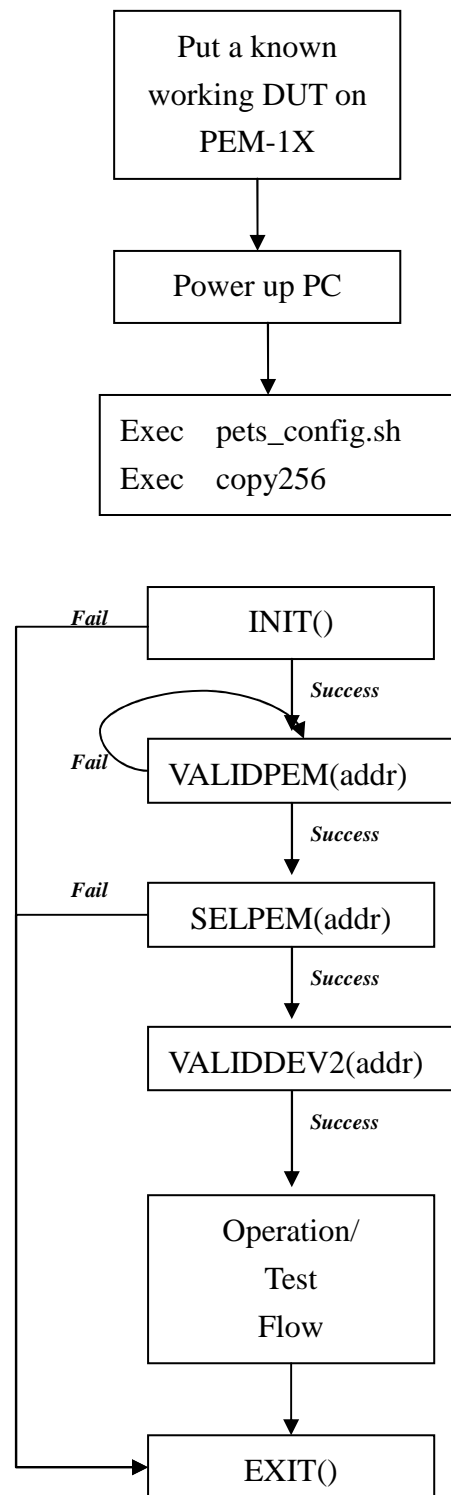 Put a known
working DUT on
PEM-1X
Power up PC
Exec pets_config.sh
Exec copy256
Fail
INIT()
Success
Fail
VALIDPEM(addr)
Success
Fail
SELPEM(addr)
Success
VALIDDEV2(addr)
Success
Operation/
Test
Flow
EXIT()